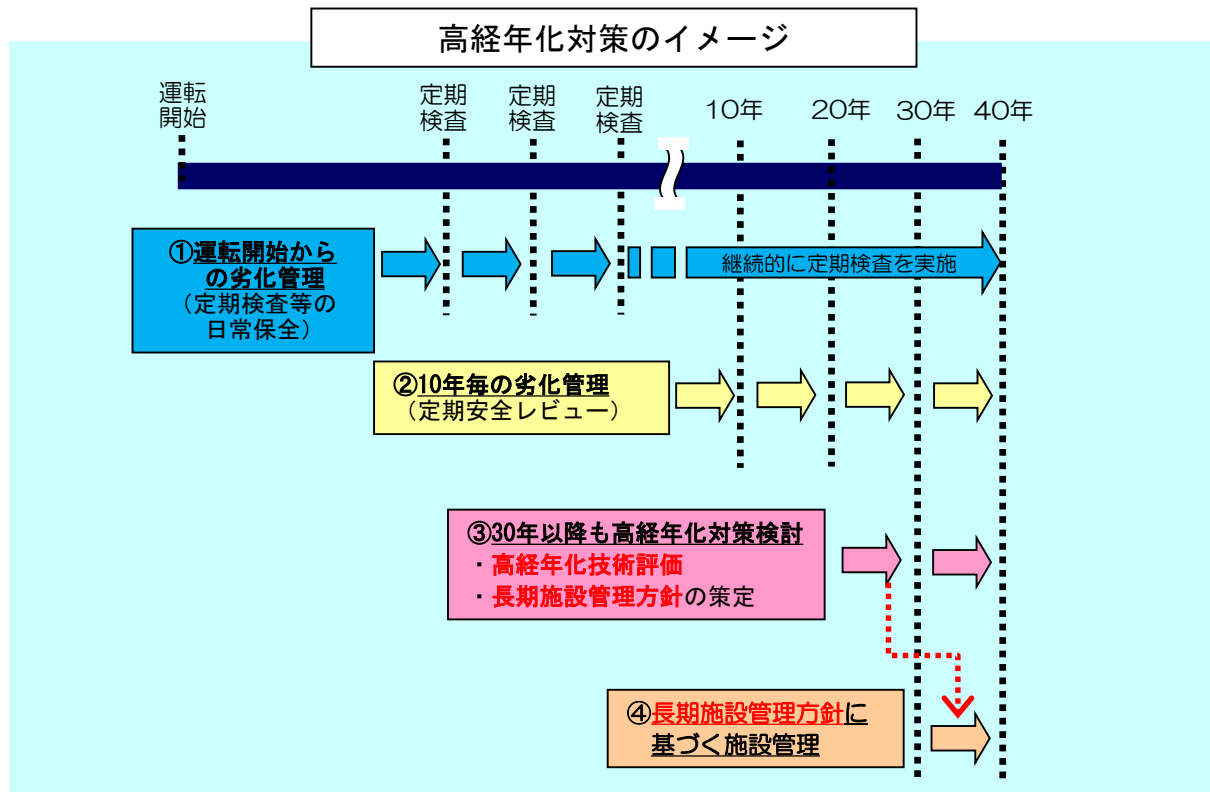 高経年化対策のイメージ
運転
開始
定期
検査
定期
検査
定期
検査
10年
20年
30年
40年
①運転開始から
の劣化管理
（定期検査等の
日常保全）
継続的に定期検査を実施
②10年毎の劣化管理
（定期安全レビュー）
③30年以降も高経年化対策検討
・高経年化技術評価
・長期施設管理方針の策定
④長期施設管理方針に
基づく施設管理